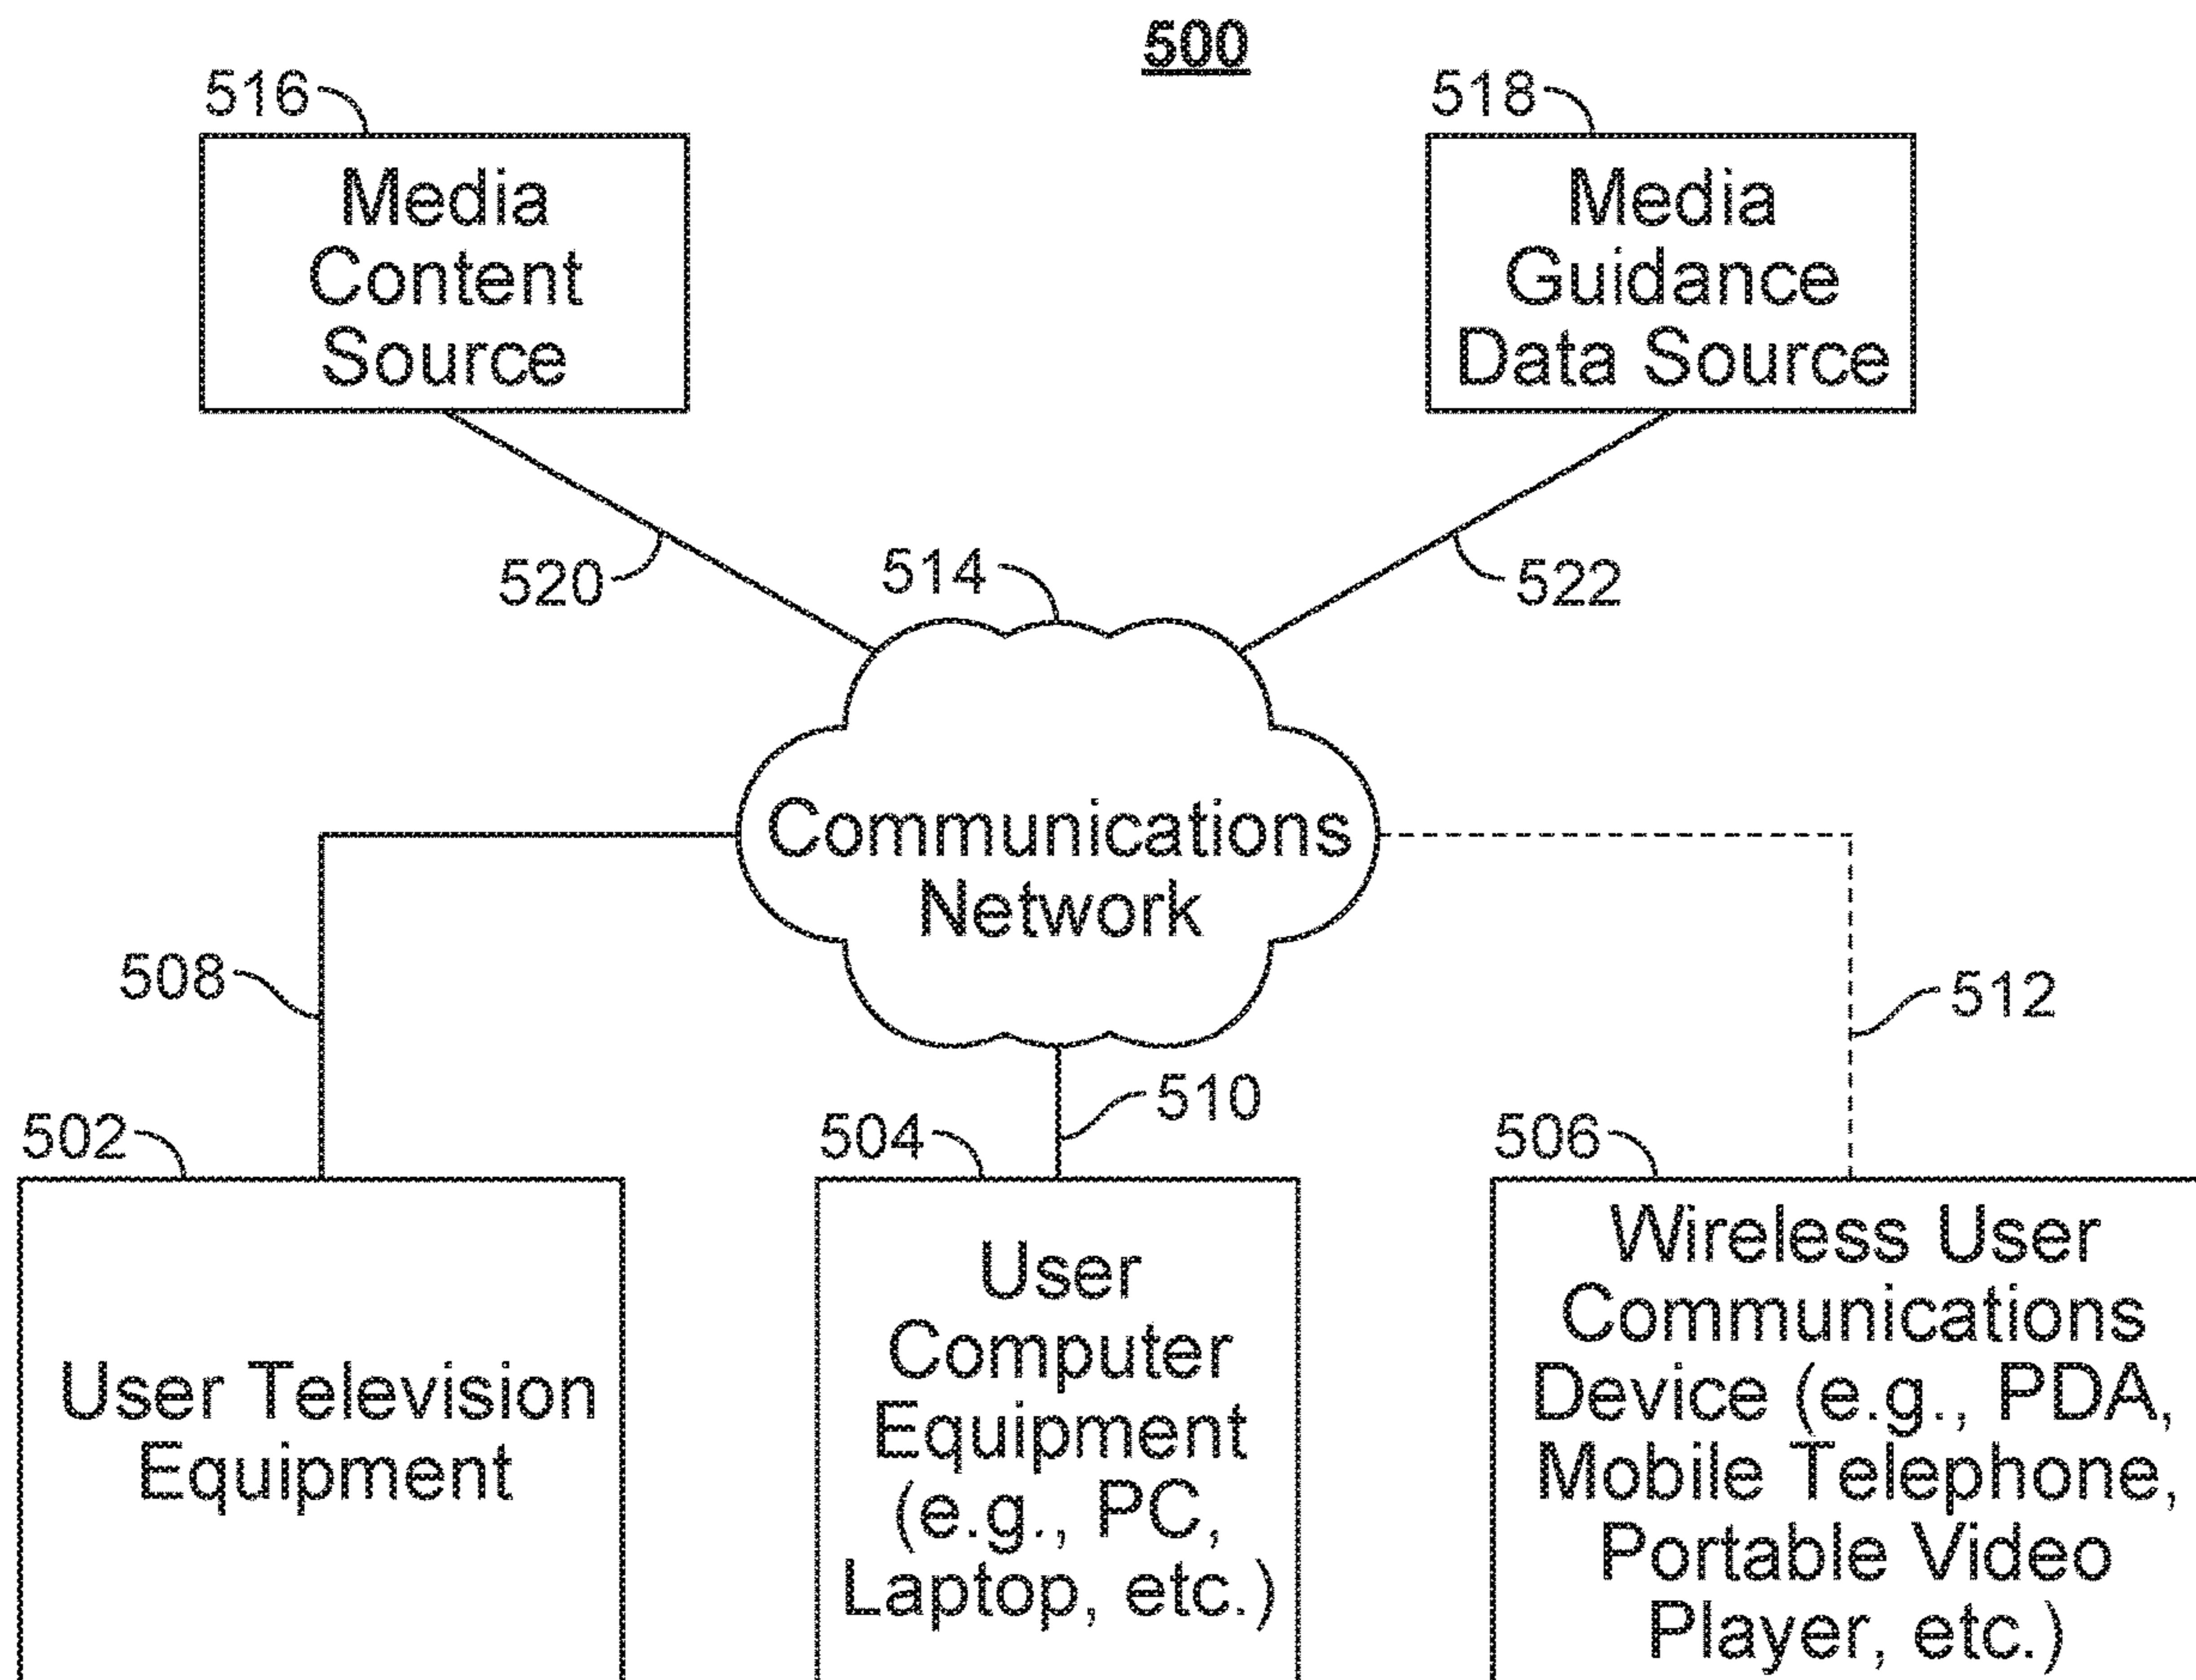 500
516
518
Media
Content
Source
Media
Guidance
Data Source
520
514
522
Communications
Network
508
512
510
502
504
506
User Television
Equipment
User
Computer
Equipment
(e.g., PC,
Laptop, etc.)
Wireless User
Communications
Device (e.g., PDA,
Mobile Telephone,
Portable Video
Player, etc.)